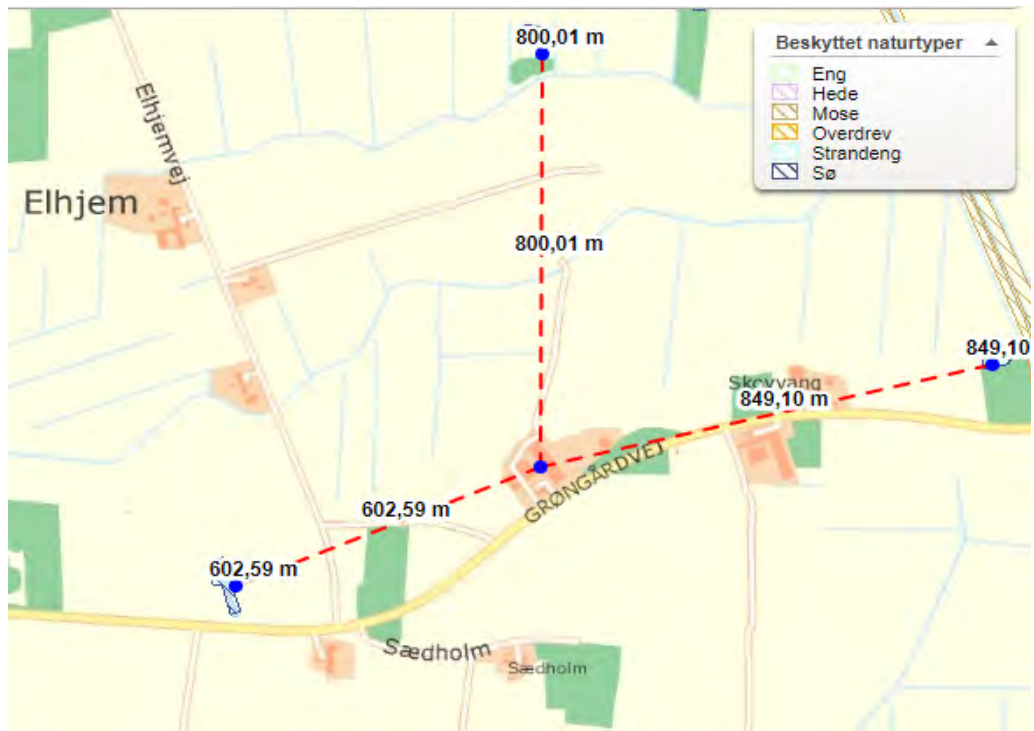 800,01 m
Beskyttet naturtyper
Eng
Hede
Mose
Overdrev
Strandeng
Sø
Elhjemvej
Elhjem
800,01 m
849,10
Skovvang
849,10 m
GRØNGÅRDVEJ
602,59 m
602,59 m
Sædholm
Sædholm